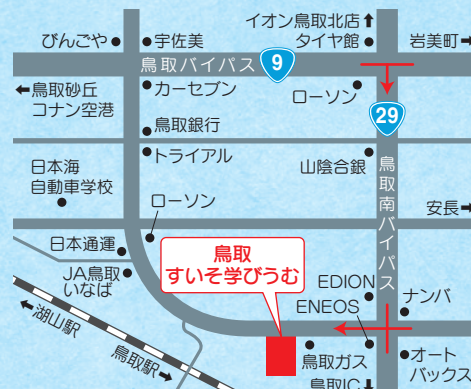 イオン鳥取北店⬆
びんごや
宇佐美
タイヤ館
岩美町➡
鳥取バイパス
9
⬅鳥取砂丘
コナン空港
カーセブン
ローソン
29
鳥取銀行
トライアル
山陰合銀
鳥取南バイパス
日本海
自動車学校
ローソン
安長➡
日本通運
鳥取
すいそ学びうむ
JA鳥取
いなば
EDION
ENEOS
ナンバ
⬅湖山駅
鳥取駅➡
鳥取ガス
オート
バックス
鳥取IC⬇